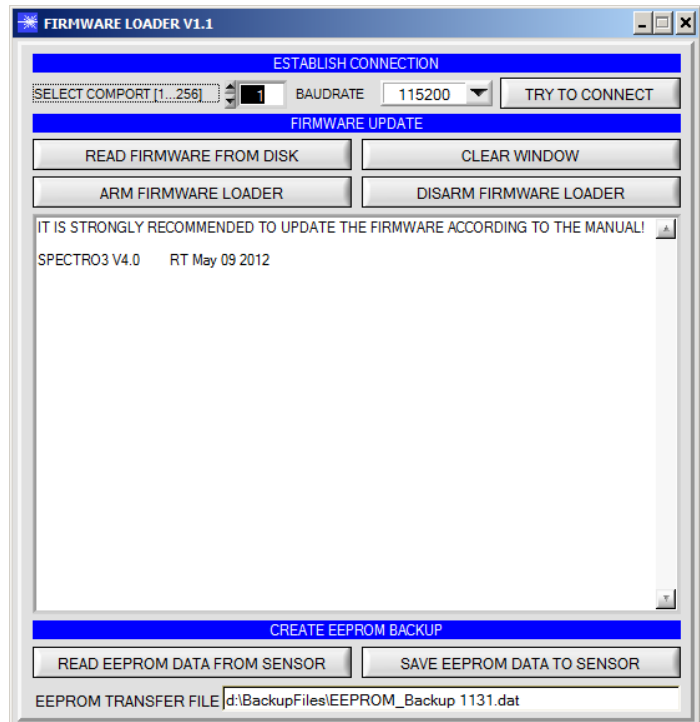 FIRMWARE LOADER V1.1
ESTABLISH CONNECTION
SELECT COMPORT [1...256] 1 BAUDRATE 115200 TRY TO CONNECT
FIRMWARE UPDATE
READ FIRMWARE FROM DISK CLEAR WINDOW
ARM FIRMWARE LOADER DISARM FIRMWARE LOADER
IT IS STRONGLY RECOMMENDED TO UPDATE THE FIRMWARE ACCORDING TO THE MANUAL!
SPECTRO3 V4.0 RT May 09 2012
CREATE EEPROM BACKUP
READ EEPROM DATA FROM SENSOR SAVE EEPROM DATA TO SENSOR
EEPROM TRANSFER FILE d:\BackupFiles\EEPROM_Backup 1131.dat